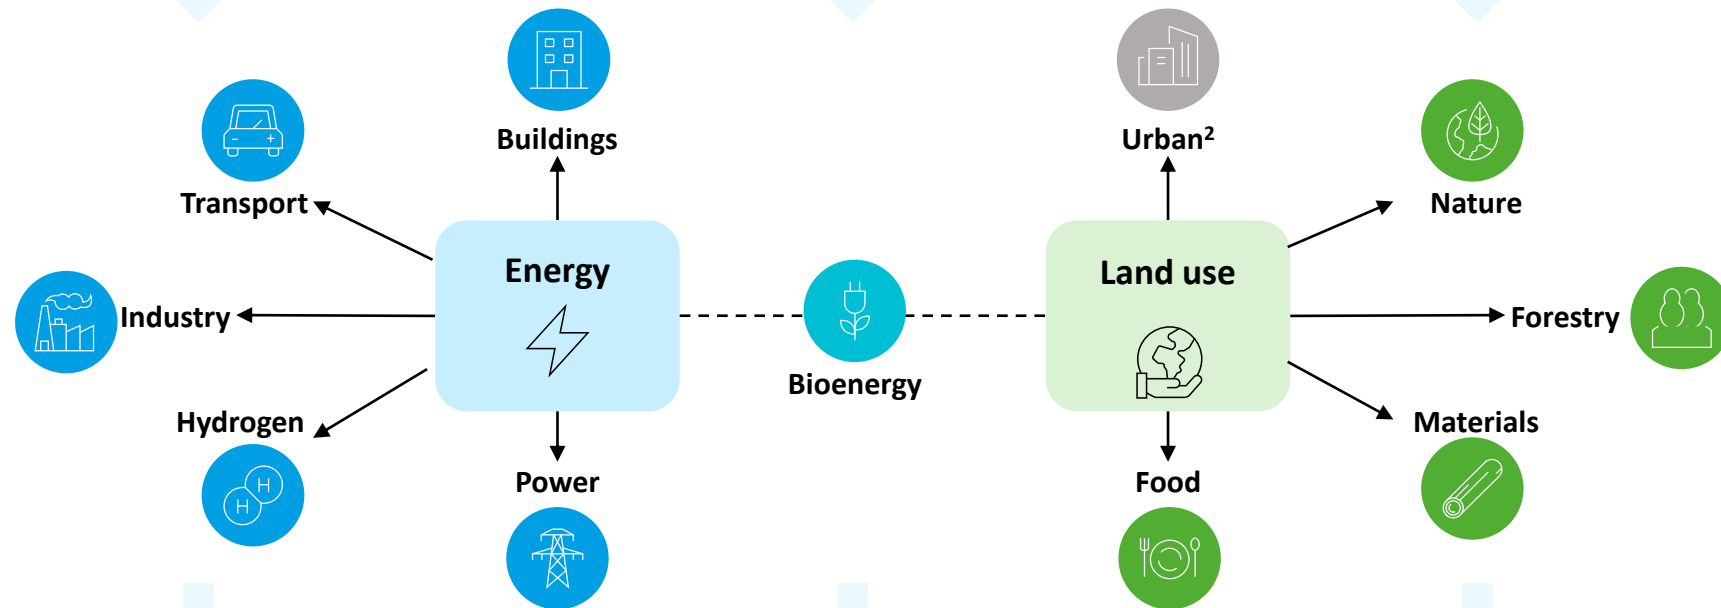 Buildings
Urban²
Transport
Nature
Energy
Land use
Industry
Forestry
Bioenergy
Hydrogen
H
H
Materials
Power
Food